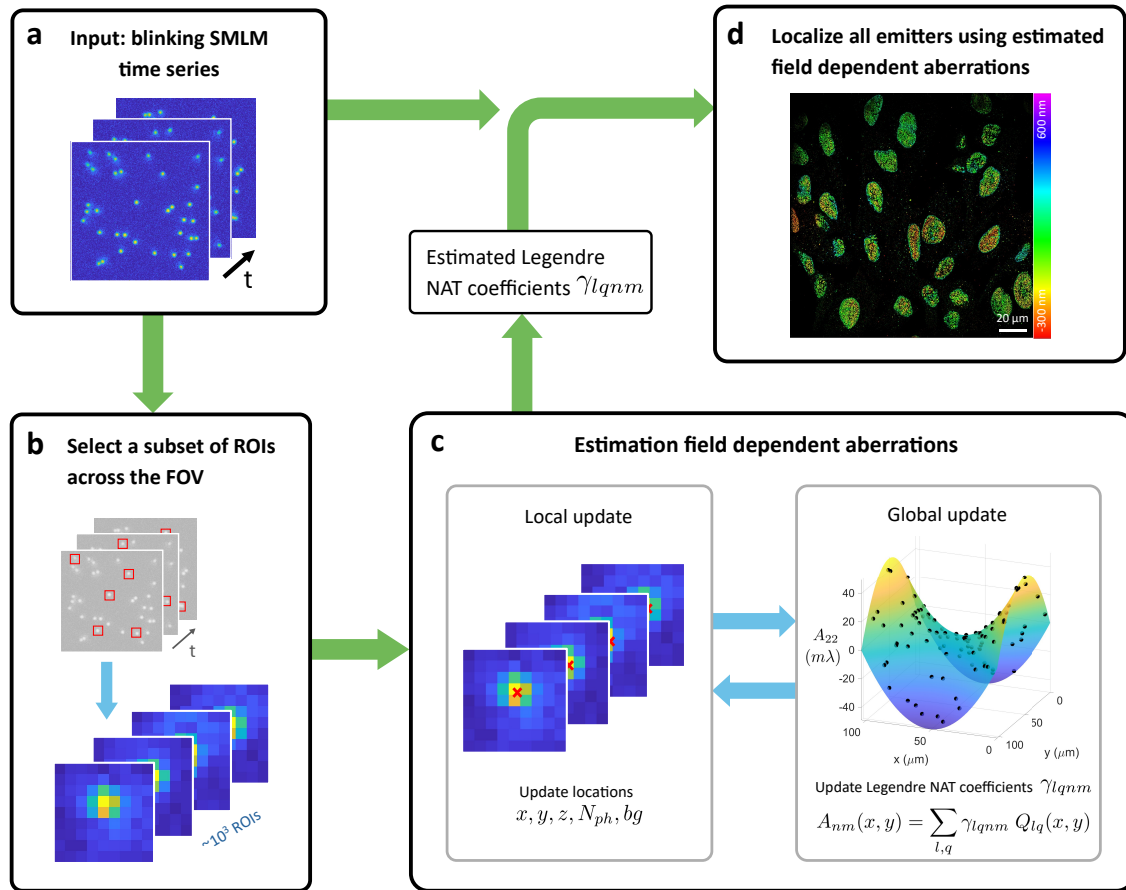 a
Input: blinking SMLM
time series
t
Estimated Legendre
NAT coefficients γlqnm
d
Localize all emitters using estimated
field dependent aberrations
600 nm
-300 nm
20 µm
b
Select a subset of ROIs
across the FOV
t
~10³ ROIs
c
Estimation field dependent aberrations
Local update
Update locations
x, y, z, Nph, bg
Global update
A22
(mλ)
40
20
0
-20
-40
100
50
0
x (µm)
0
50
100
y (µm)
Update Legendre NAT coefficients γlqnm
Anm(x, y) = ∑l,q γlqnm Qlq(x, y)